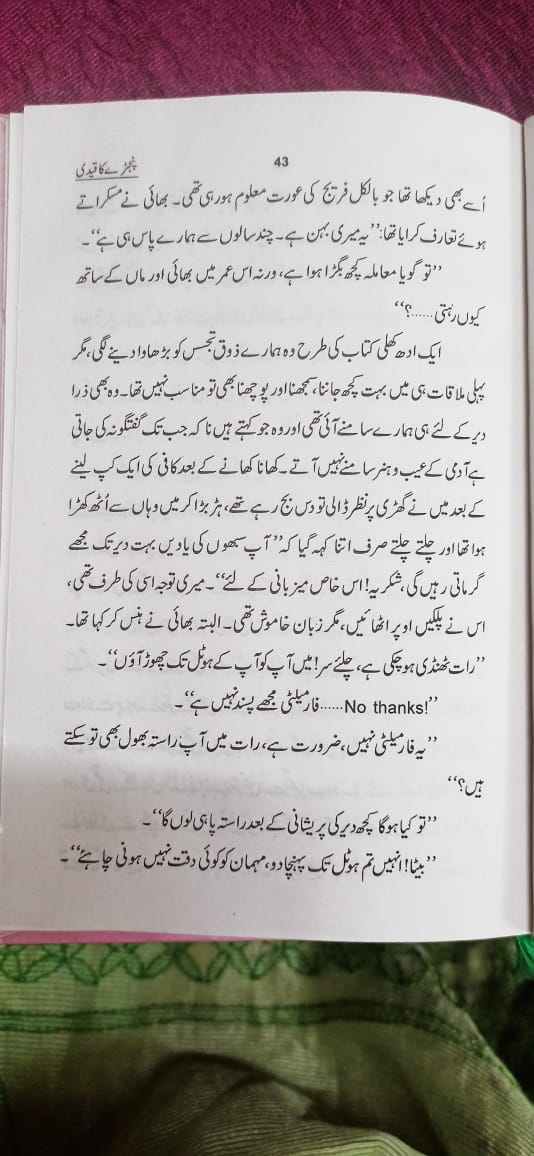 پنجڑے کا قیدی
43
اُسے بھی دیکھا تھا جو بالکل فریج کی عورت معلوم ہورہی تھی۔ بھائی نے مسکراتے
ہوئے تعارف کرایا تھا: ’’یہ میری بہن ہے۔ چند سالوں سے ہمارے پاس ہی ہے‘‘۔
’’تو گویا معاملہ کچھ بگڑا ہوا ہے، ورنہ اس عمر میں بھائی اور ماں کے ساتھ
کیوں رہتی......؟‘‘
ایک ادھ کھلی کتاب کی طرح وہ ہمارے ذوق تجسس کو بڑھاوا دینے لگی، مگر
پہلی ملاقات ہی میں بہت کچھ جاننا، سمجھنا اور پوچھنا بھی تو مناسب نہیں تھا۔ وہ بھی ذرا
دیر کے لئے ہی ہمارے سامنے آئی تھی اور وہ جو کہتے ہیں نا کہ جب تک گفتگو نہ کی جاتی
ہے آدمی کے عیب و ہنر سامنے نہیں آتے۔ کھانا کھانے کے بعد کافی کی ایک کپ لینے
کے بعد میں نے گھڑی پر نظر ڈالی تو دس بج رہے تھے، ہڑبڑا کر میں وہاں سے اُٹھ کھڑا
ہوا تھا اور چلتے چلتے صرف اتنا کہہ گیا کہ ’’آپ سبھوں کی یادیں بہت دیر تک مجھے
گرماتی رہیں گی، شکریہ! اس خاص میزبانی کے لئے‘‘۔ میری توجہ اسی کی طرف تھی،
اس نے پلکیں اوپر اٹھائیں، مگر زبان خاموش تھی۔ البتہ بھائی نے ہنس کر کہا تھا۔
’’رات ٹھنڈی ہوچکی ہے، چلئے سر! میں آپ کو آپ کے ہوٹل تک چھوڑ آؤں‘‘۔
’’No thanks!...... فارمیلٹی مجھے پسند نہیں ہے‘‘۔
’’یہ فارمیلٹی نہیں، ضرورت ہے، رات میں آپ راستہ بھول بھی تو سکتے
ہیں؟‘‘
’’تو کیا ہوگا کچھ دیر کی پریشانی کے بعد راستہ پا ہی لوں گا‘‘۔
’’بیٹا! انہیں تم ہوٹل تک پہنچادو، مہمان کو کوئی دقت نہیں ہونی چاہئے‘‘۔